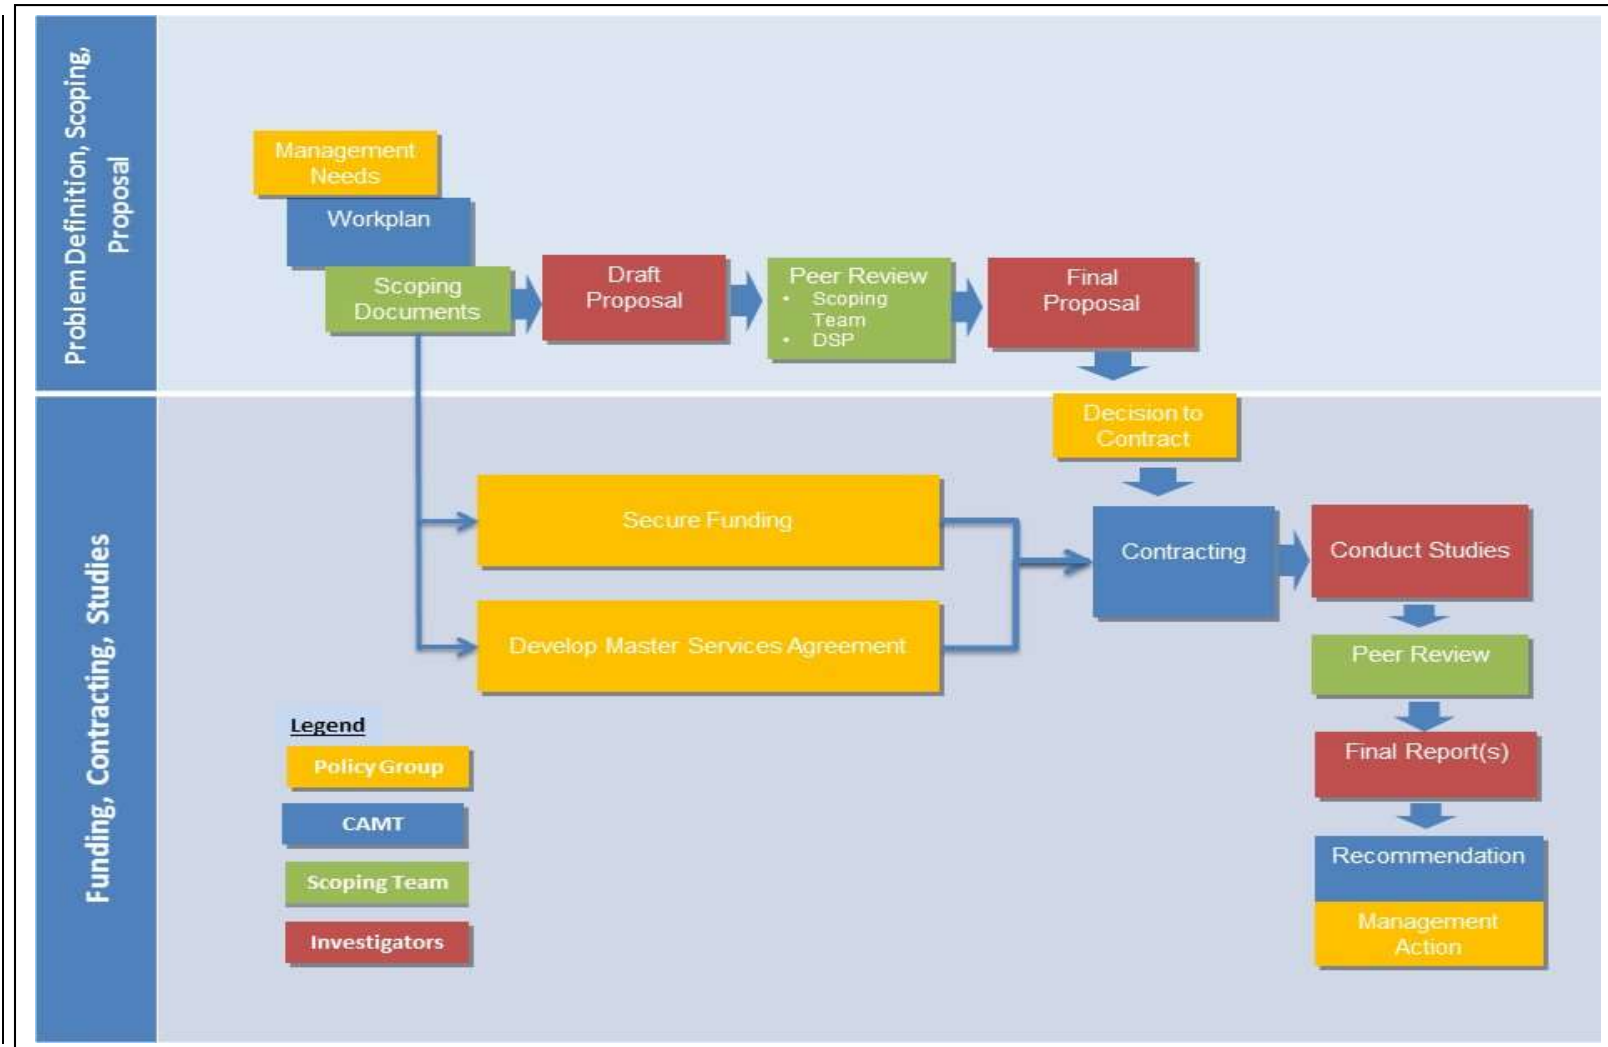 Problem Definition, Scoping,
Proposal
Management
Needs
Workplan
Scoping
Documents
Draft
Proposal
Peer Review
• Scoping
Team
• DSP
Final
Proposal
Funding, Contracting, Studies
Decision to
Contract
Secure Funding
Develop Master Services Agreement
Contracting
Conduct Studies
Peer Review
Final Report(s)
Recommendation
Management
Action
Legend
Policy Group
CAMT
Scoping Team
Investigators